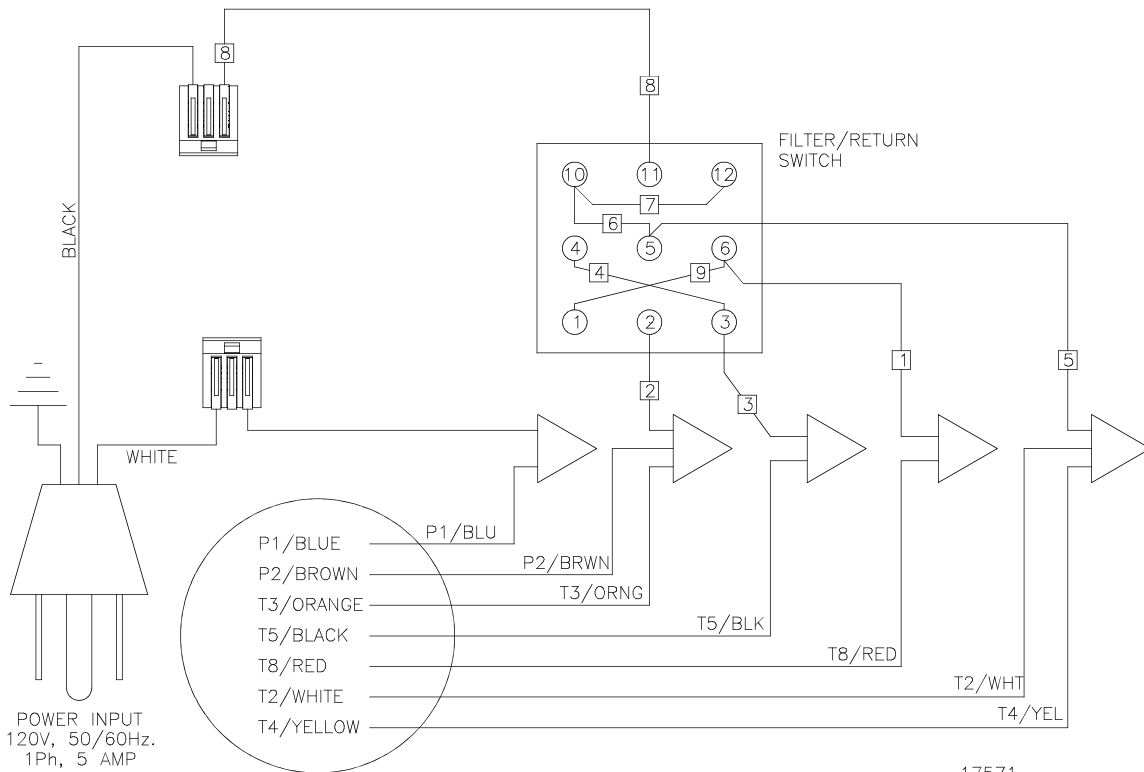 8
8
FILTER/RETURN
SWITCH
10
11
12
7
6
4
5
6
4
9
1
2
3
BLACK
1
5
2
3
WHITE
P1/BLUE
P1/BLU
P2/BROWN
P2/BRWN
T3/ORANGE
T3/ORNG
T5/BLACK
T5/BLK
T8/RED
T8/RED
T2/WHITE
T2/WHT
T4/YELLOW
T4/YEL
POWER INPUT
120V, 50/60Hz.
1Ph, 5 AMP